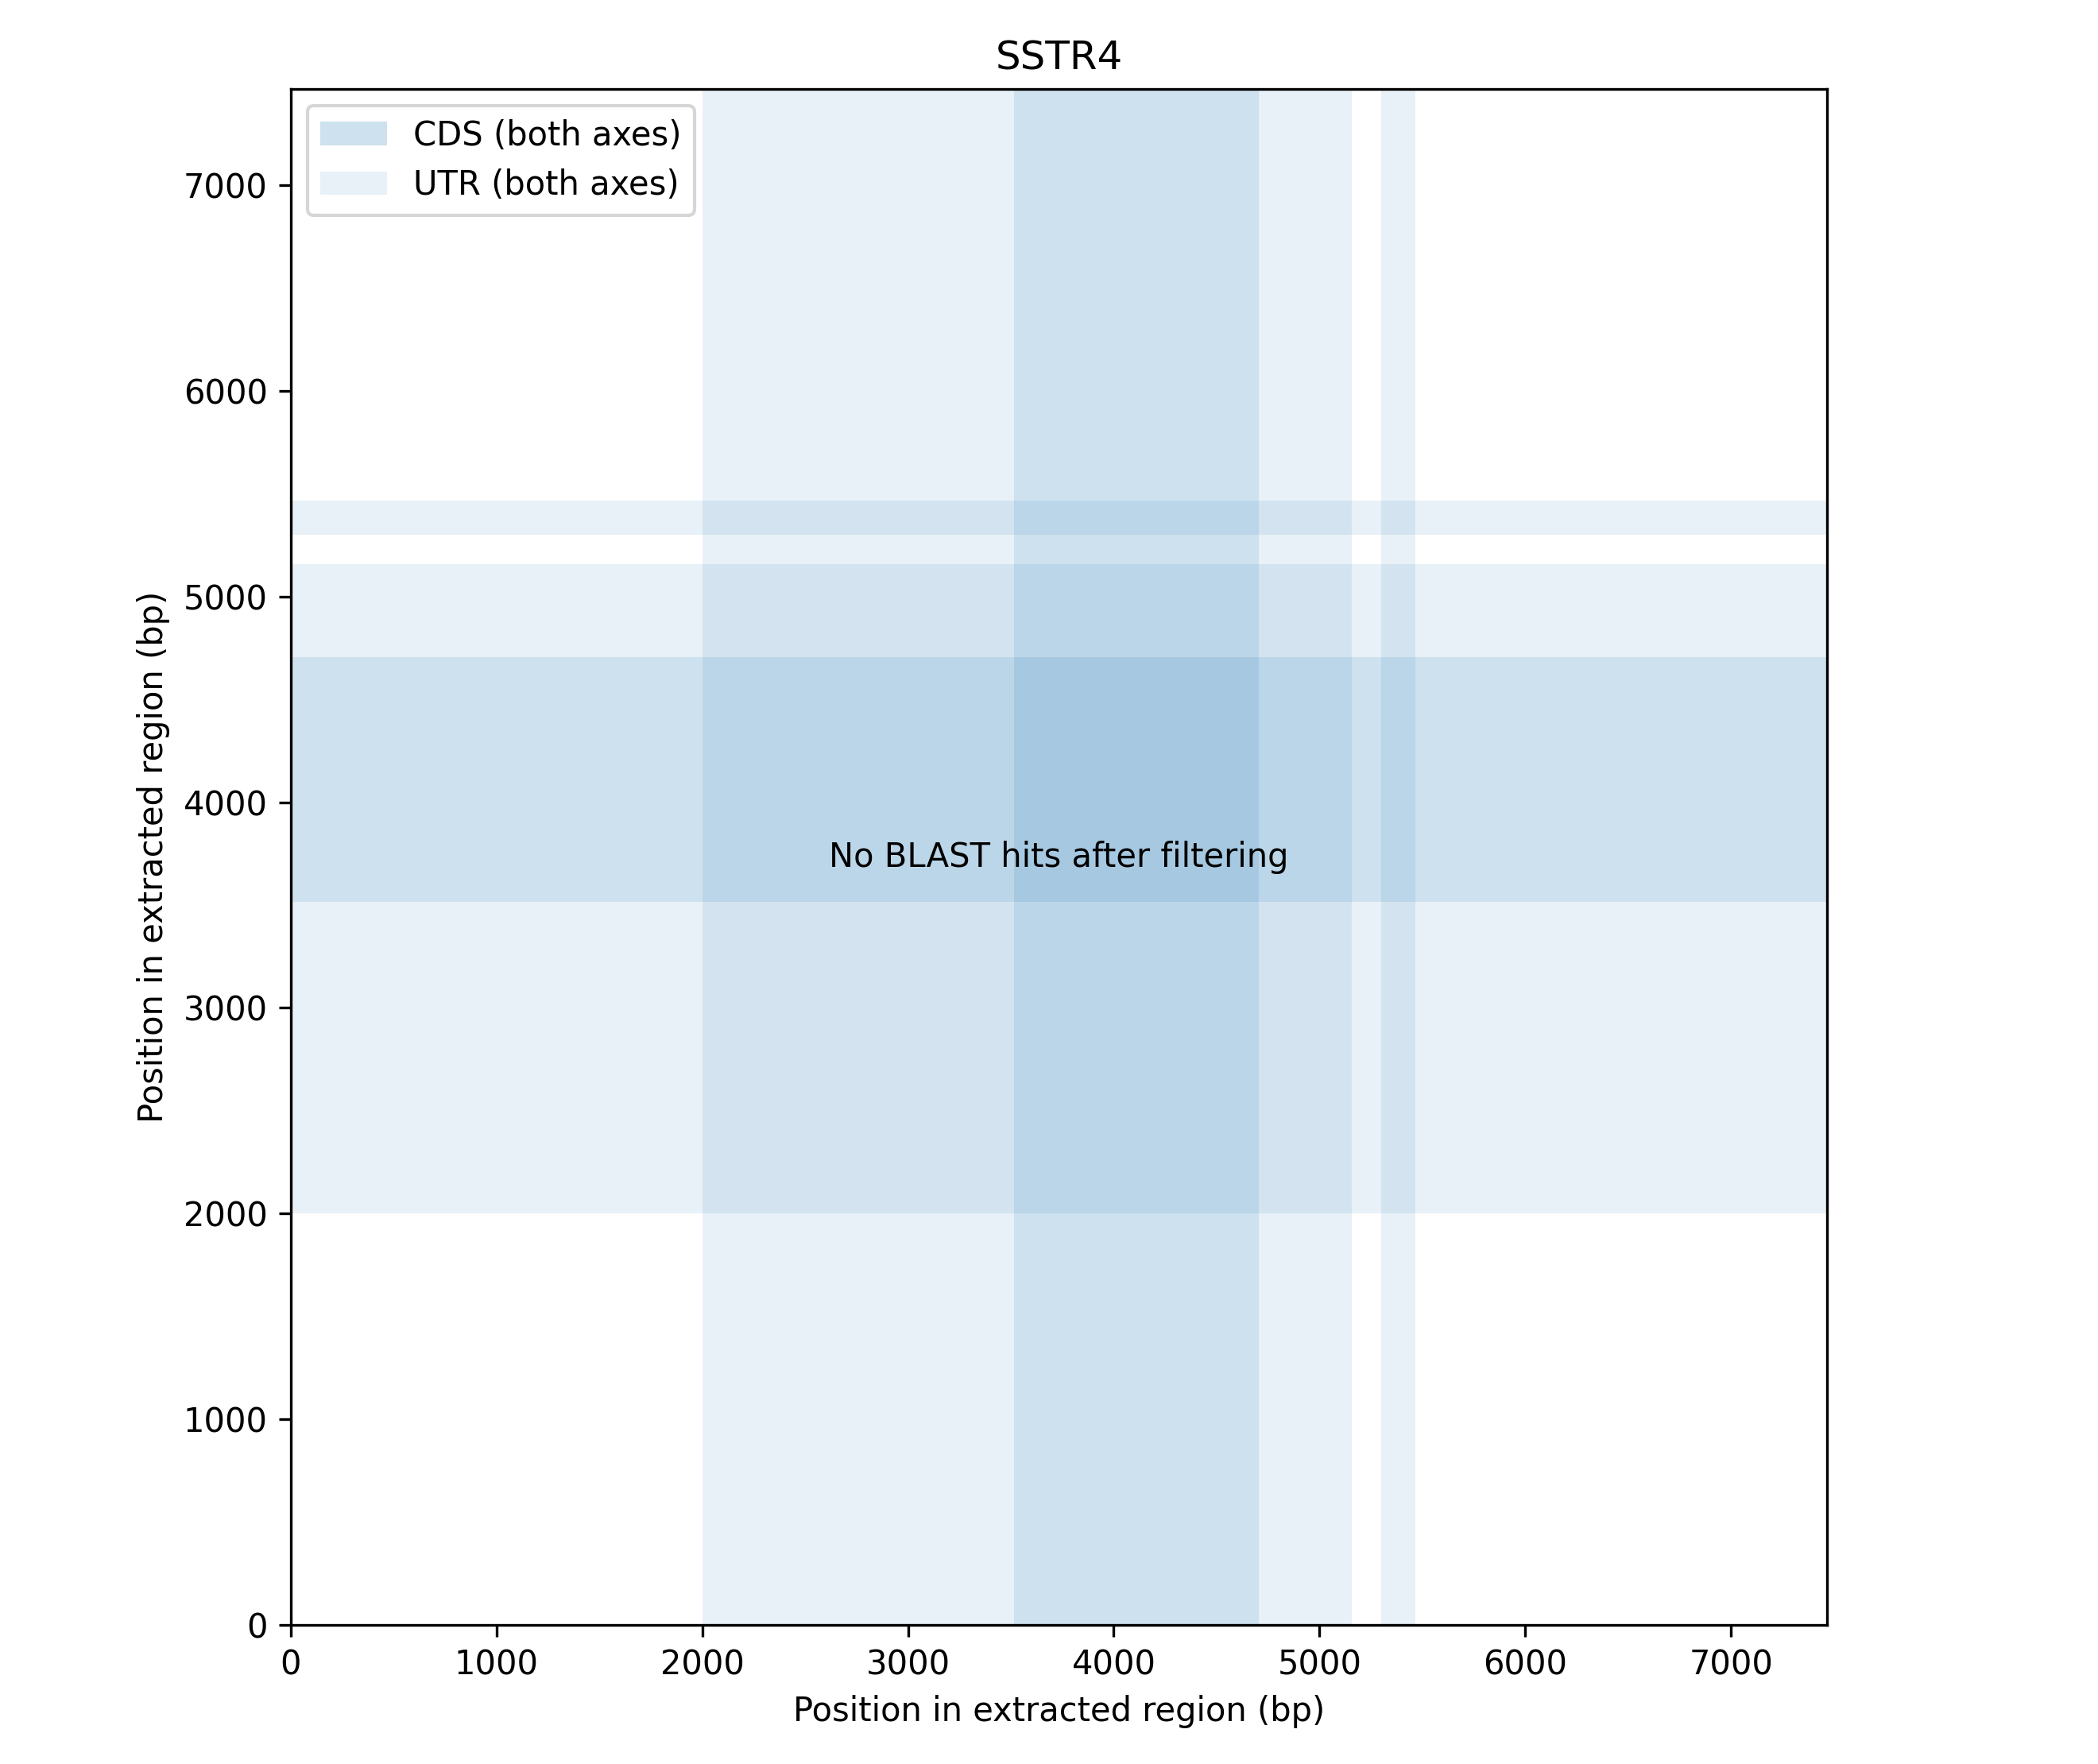 SSTR4
CDS (both axes)
UTR (both axes)
7000
6000
5000
4000
3000
2000
1000
0
Position in extracted region (bp)
No BLAST hits after filtering
0 1000 2000 3000 4000 5000 6000 7000
Position in extracted region (bp)